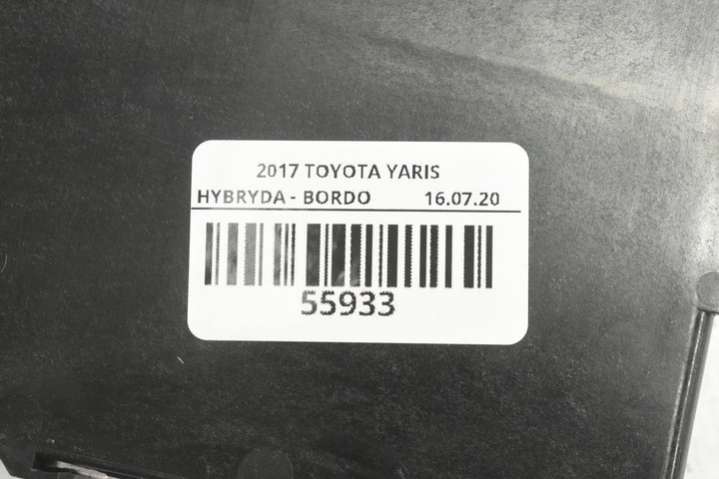 2017 TOYOTA YARIS
HYBRYDA - BORDO 16.07.20
55933